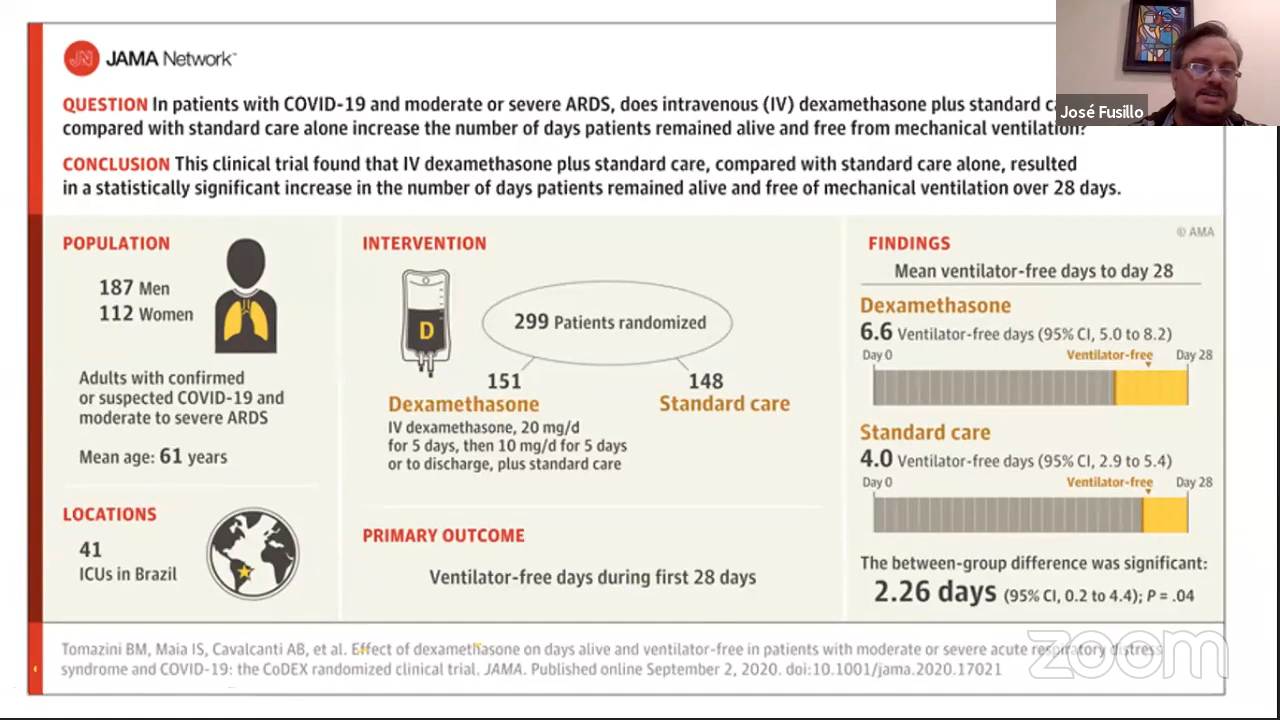 JN JAMA Network™
QUESTION In patients with COVID-19 and moderate or severe ARDS, does intravenous (IV) dexamethasone plus standard
compared with standard care alone increase the number of days patients remained alive and free from mechanical ventilation?
José Fusillo
CONCLUSION This clinical trial found that IV dexamethasone plus standard care, compared with standard care alone, resulted
in a statistically significant increase in the number of days patients remained alive and free of mechanical ventilation over 28 days.
© AMA
POPULATION
187 Men
112 Women
Adults with confirmed
or suspected COVID-19 and
moderate to severe ARDS
Mean age: 61 years
LOCATIONS
41
ICUs in Brazil
INTERVENTION
D
299 Patients randomized
151
Dexamethasone
IV dexamethasone, 20 mg/d
for 5 days, then 10 mg/d for 5 days
or to discharge, plus standard care
148
Standard care
PRIMARY OUTCOME
Ventilator-free days during first 28 days
FINDINGS
Mean ventilator-free days to day 28
Dexamethasone
6.6 Ventilator-free days (95% CI, 5.0 to 8.2)
Day 0 Ventilator-free Day 28
Standard care
4.0 Ventilator-free days (95% CI, 2.9 to 5.4)
Day 0 Ventilator-free Day 28
The between-group difference was significant:
2.26 days (95% CI, 0.2 to 4.4); P = .04
Tomazini BM, Maia IS, Cavalcanti AB, et al. Effect of dexamethasone on days alive and ventilator-free in patients with moderate or severe acute respiratory distress
syndrome and COVID-19: the CoDEX randomized clinical trial. JAMA. Published online September 2, 2020. doi:10.1001/jama.2020.17021
zoom